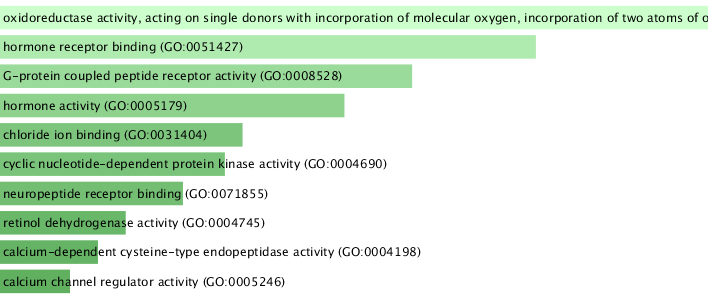 oxidoreductase activity, acting on single donors with incorporation of molecular oxygen, incorporation of two atoms of o
hormone receptor binding (GO:0051427)
G-protein coupled peptide receptor activity (GO:0008528)
hormone activity (GO:0005179)
chloride ion binding (GO:0031404)
cyclic nucleotide-dependent protein kinase activity (GO:0004690)
neuropeptide receptor binding (GO:0071855)
retinol dehydrogenase activity (GO:0004745)
calcium-dependent cysteine-type endopeptidase activity (GO:0004198)
calcium channel regulator activity (GO:0005246)